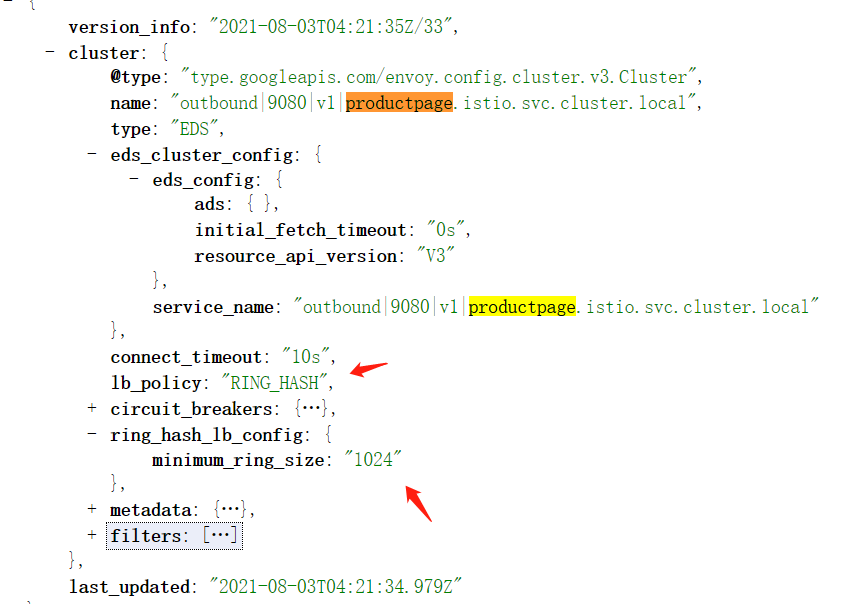 - {
version_info: "2021-08-03T04:21:35Z/33",
- cluster: {
@type: "type.googleapis.com/envoy.config.cluster.v3.Cluster",
name: "outbound|9080|v1|productpage.istio.svc.cluster.local",
type: "EDS",
- eds_cluster_config: {
- eds_config: {
ads: { },
initial_fetch_timeout: "0s",
resource_api_version: "V3"
},
service_name: "outbound|9080|v1|productpage.istio.svc.cluster.local"
},
connect_timeout: "10s",
lb_policy: "RING_HASH",
+ circuit_breakers: {…},
- ring_hash_lb_config: {
minimum_ring_size: "1024"
},
+ metadata: {…},
+ filters: […]
},
last_updated: "2021-08-03T04:21:34.979Z"
}